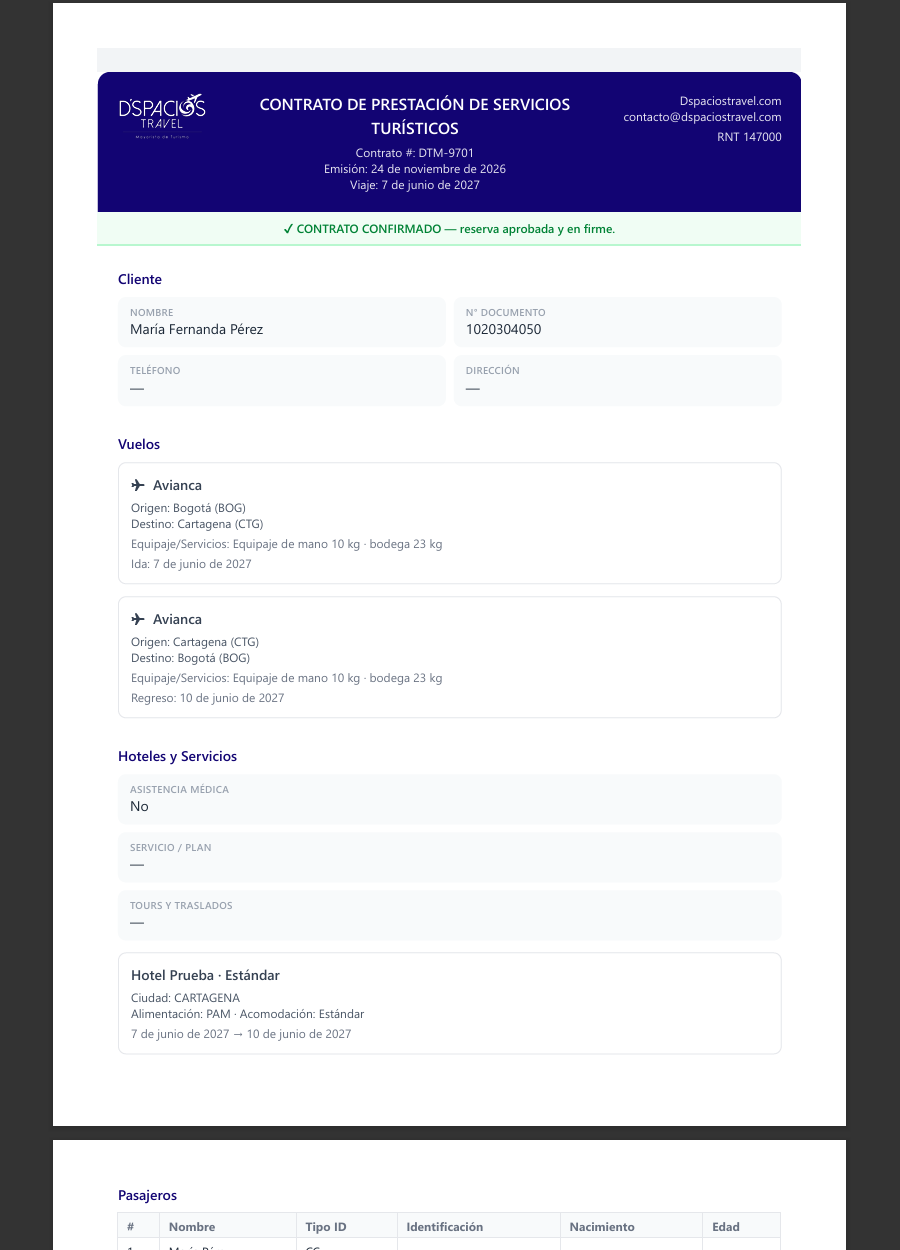 D'SPACIOS
TRAVEL
Mayorista de Turismo
CONTRATO DE PRESTACIÓN DE SERVICIOS
TURÍSTICOS
Contrato #: DTM-9701
Emisión: 24 de noviembre de 2026
Viaje: 7 de junio de 2027
Dspaciostravel.com
contacto@dspaciostravel.com
RNT 147000
✓ CONTRATO CONFIRMADO — reserva aprobada y en firme.
Cliente
NOMBRE
María Fernanda Pérez
N° DOCUMENTO
1020304050
TELÉFONO
—
DIRECCIÓN
—
Vuelos
✈ Avianca
Origen: Bogotá (BOG)
Destino: Cartagena (CTG)
Equipaje/Servicios: Equipaje de mano 10 kg · bodega 23 kg
Ida: 7 de junio de 2027
✈ Avianca
Origen: Cartagena (CTG)
Destino: Bogotá (BOG)
Equipaje/Servicios: Equipaje de mano 10 kg · bodega 23 kg
Regreso: 10 de junio de 2027
Hoteles y Servicios
ASISTENCIA MÉDICA
No
SERVICIO / PLAN
—
TOURS Y TRASLADOS
—
Hotel Prueba · Estándar
Ciudad: CARTAGENA
Alimentación: PAM · Acomodación: Estándar
7 de junio de 2027 → 10 de junio de 2027
Pasajeros
# Nombre Tipo ID Identificación Nacimiento Edad